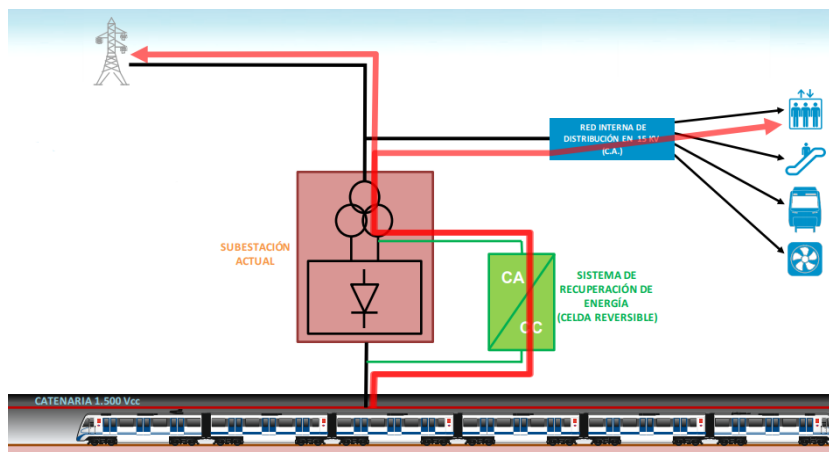 RED INTERNA DE
DISTRIBUCIÓN EN 15 KV
(C.A.)
SUBESTACIÓN
ACTUAL
CA
CC
SISTEMA DE
RECUPERACIÓN DE
ENERGÍA
(CELDA REVERSIBLE)
CATENARIA 1.500 Vcc